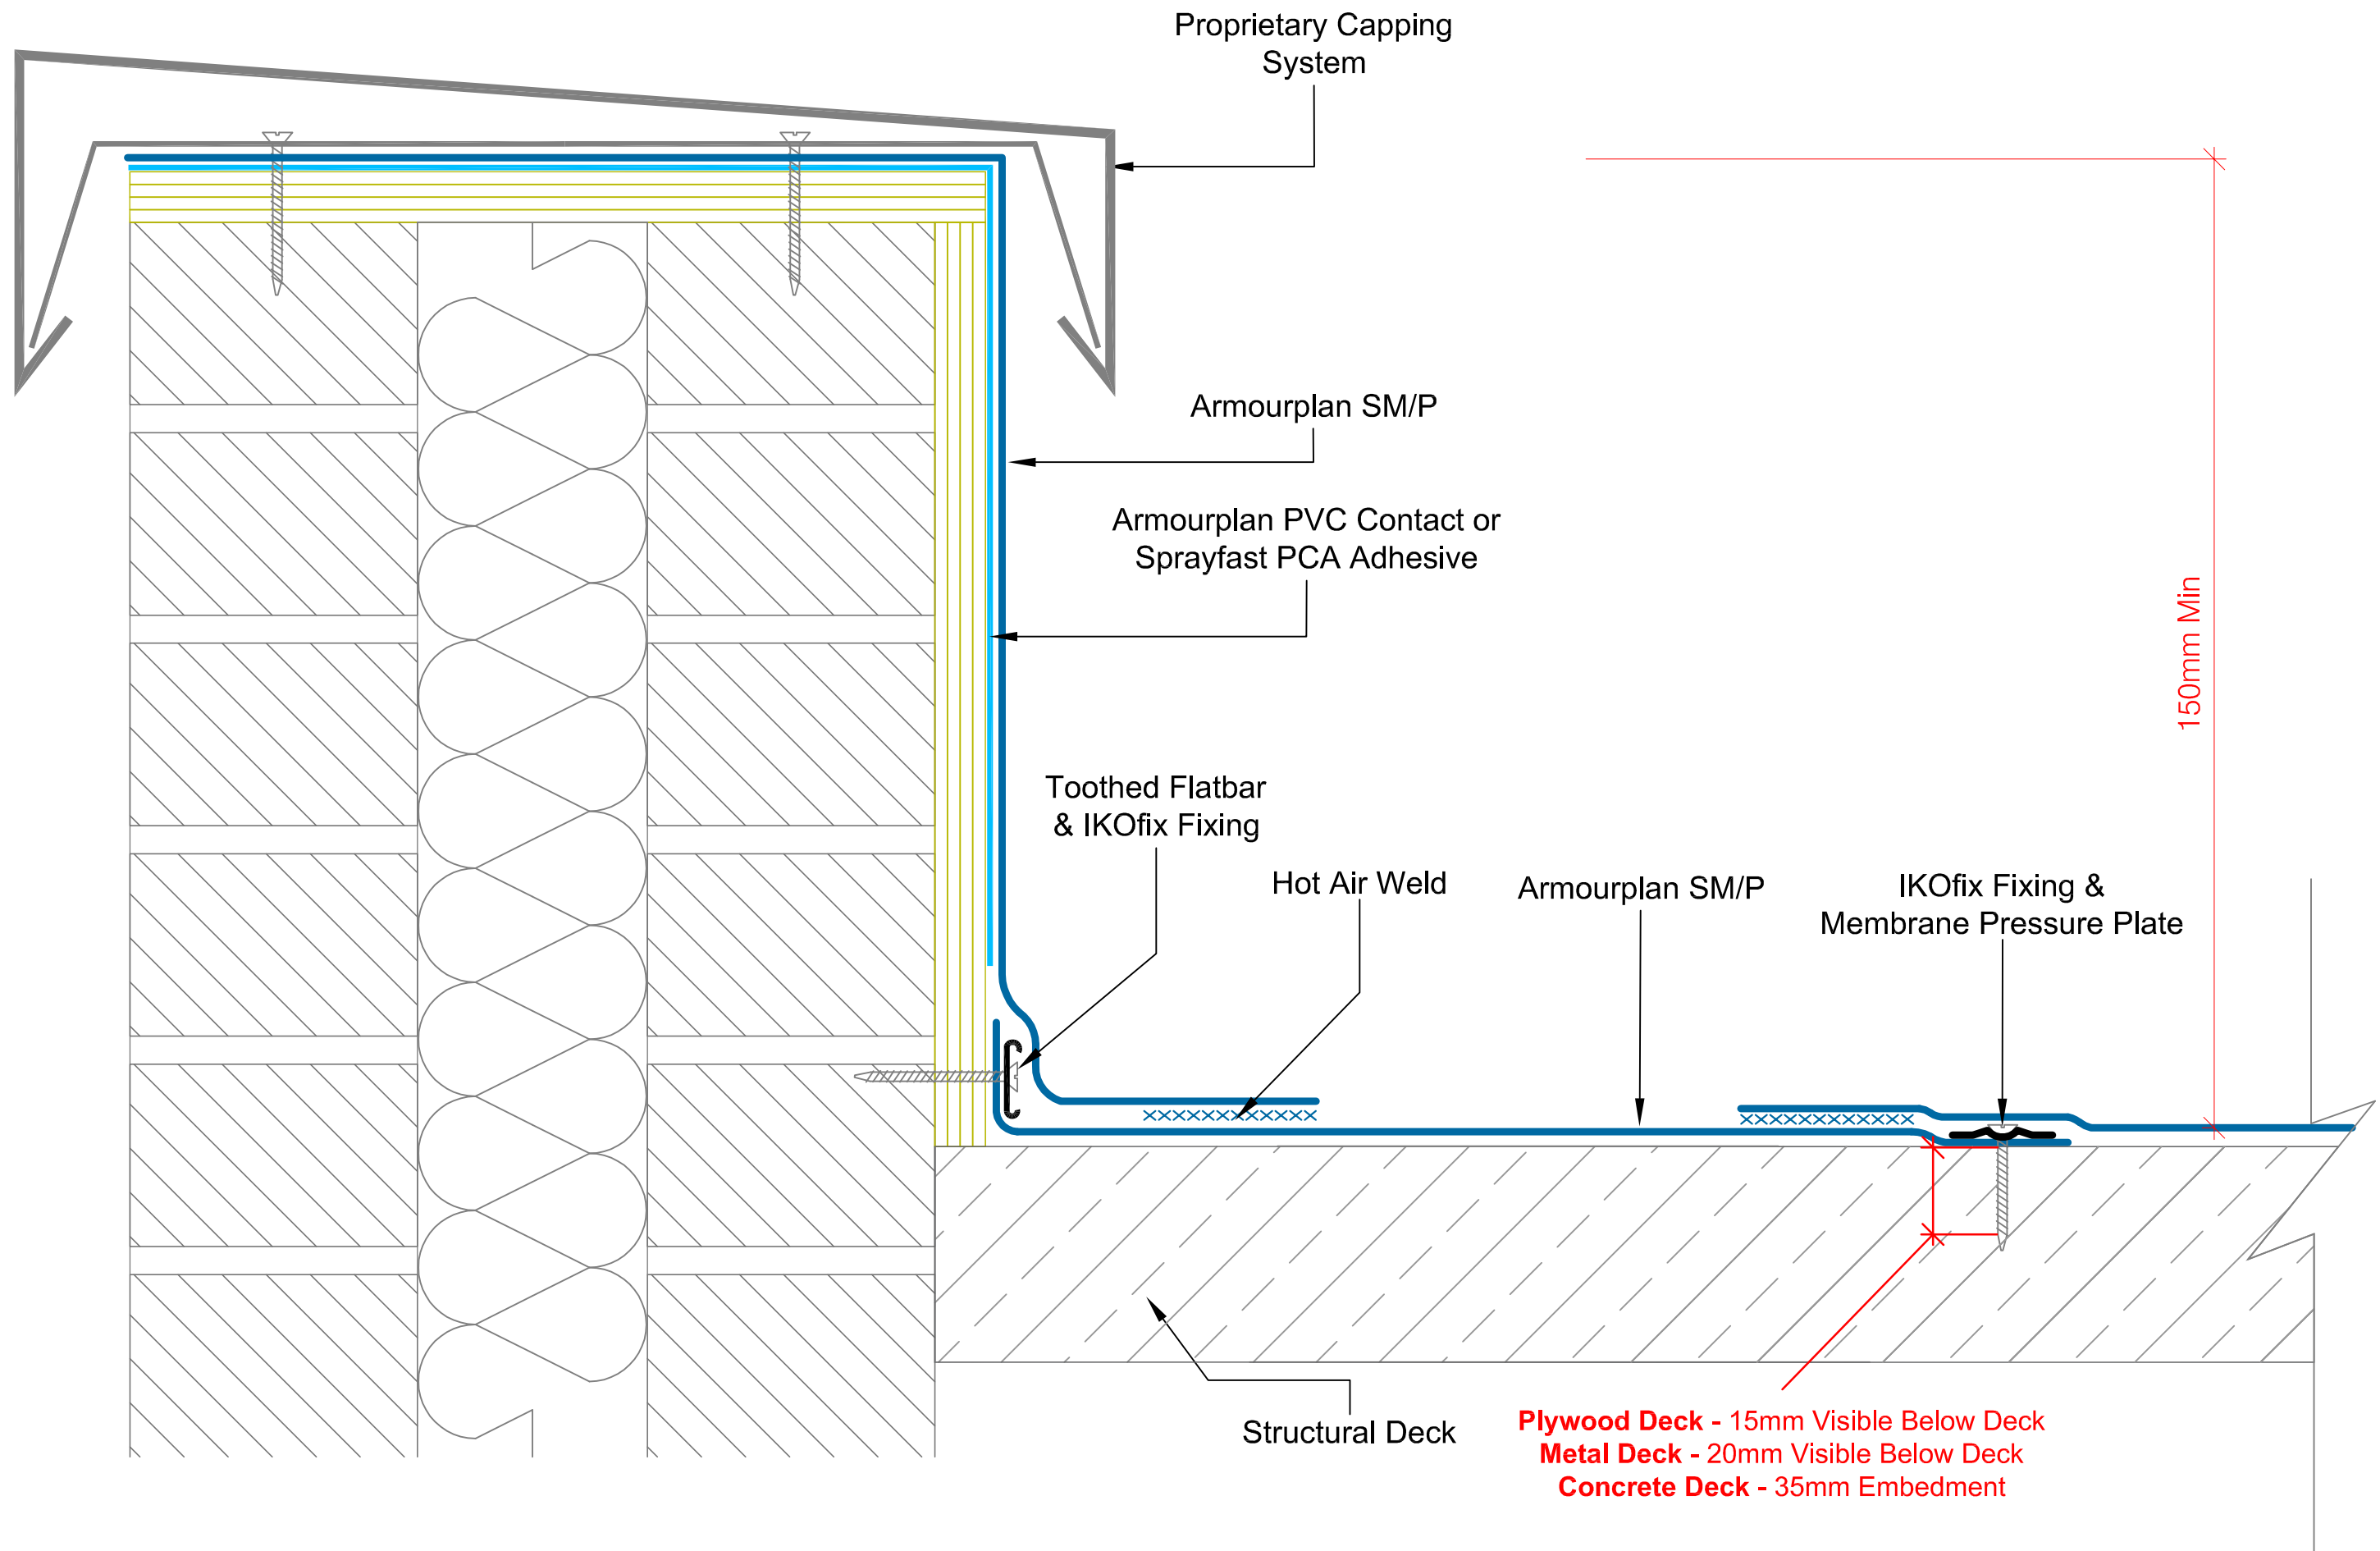 Proprietary Capping
System
Armourplan SM/P
Armourplan PVC Contact or
Sprayfast PCA Adhesive
150mm Min
Toothed Flatbar
& IKOfix Fixing
Hot Air Weld
Armourplan SM/P
IKOfix Fixing &
Membrane Pressure Plate
Structural Deck
Plywood Deck - 15mm Visible Below Deck
Metal Deck - 20mm Visible Below Deck
Concrete Deck - 35mm Embedment